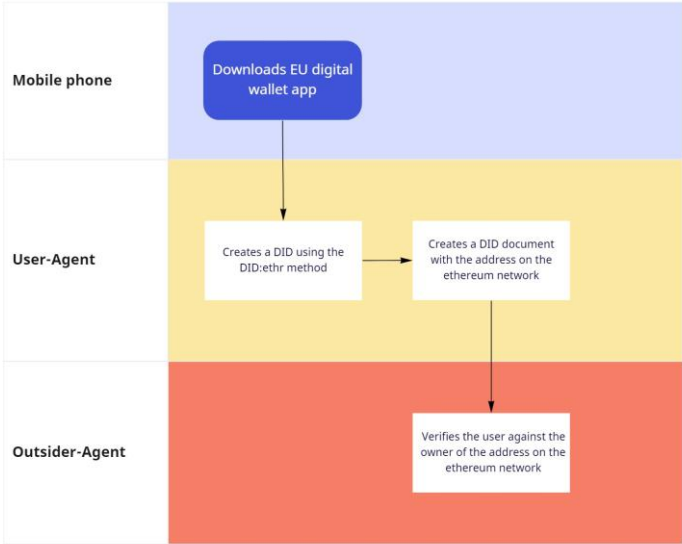 Mobile phone
Downloads EU digital
wallet app
User-Agent
Creates a DID using the
DID:ethr method
Creates a DID document
with the address on the
ethereum network
Outsider-Agent
Verifies the user against the
owner of the address on the
ethereum network